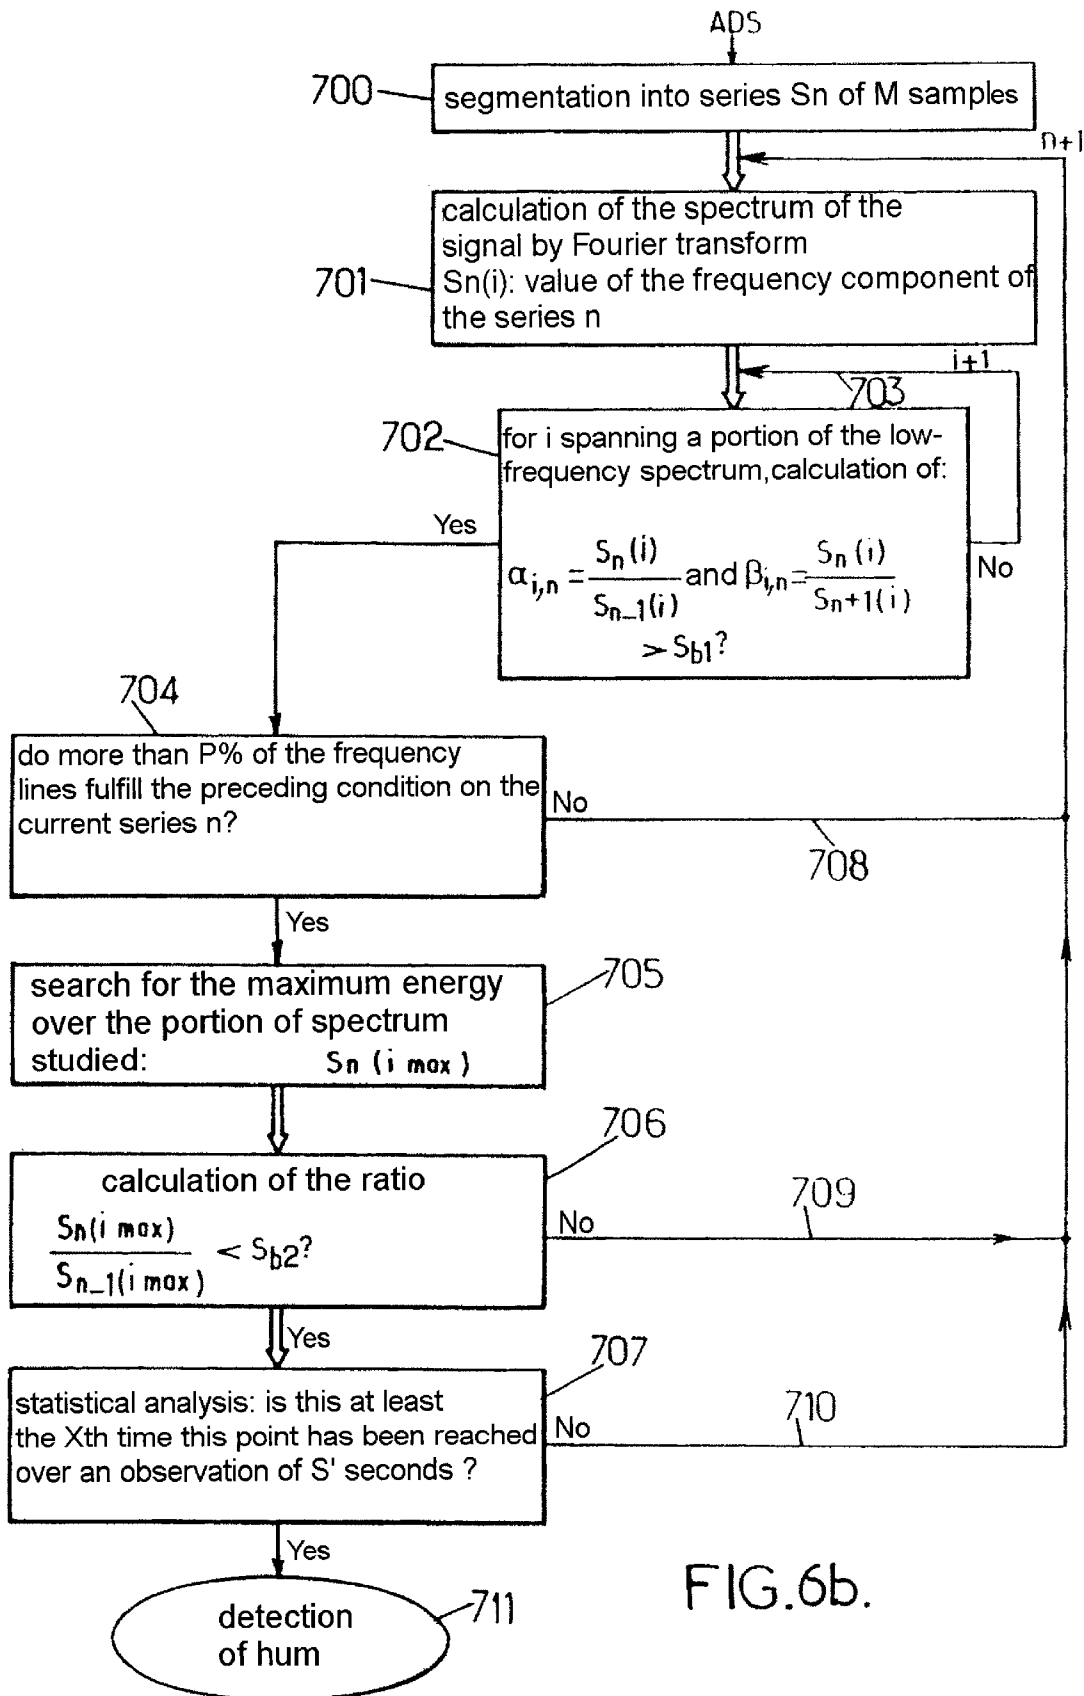 ADS
700
segmentation into series Sn of M samples
n+1
calculation of the spectrum of the
signal by Fourier transform
701
Sn(i): value of the frequency component of
the series n
i+1
703
702
for i spanning a portion of the low-
frequency spectrum,calculation of:
Yes
No
αi,n = Sn(i) / Sn-1(i) and βi,n= Sn(i) / Sn+1(i)
> Sb1?
704
do more than P% of the frequency
lines fulfill the preceding condition on the
current series n?
No
708
Yes
705
search for the maximum energy
over the portion of spectrum
studied: Sn (i max)
706
calculation of the ratio
Sn(i max) / Sn-1(i max) < Sb2?
No
709
Yes
707
statistical analysis: is this at least
the Xth time this point has been reached
over an observation of S' seconds ?
No
710
Yes
711
detection
of hum
FIG.6b.